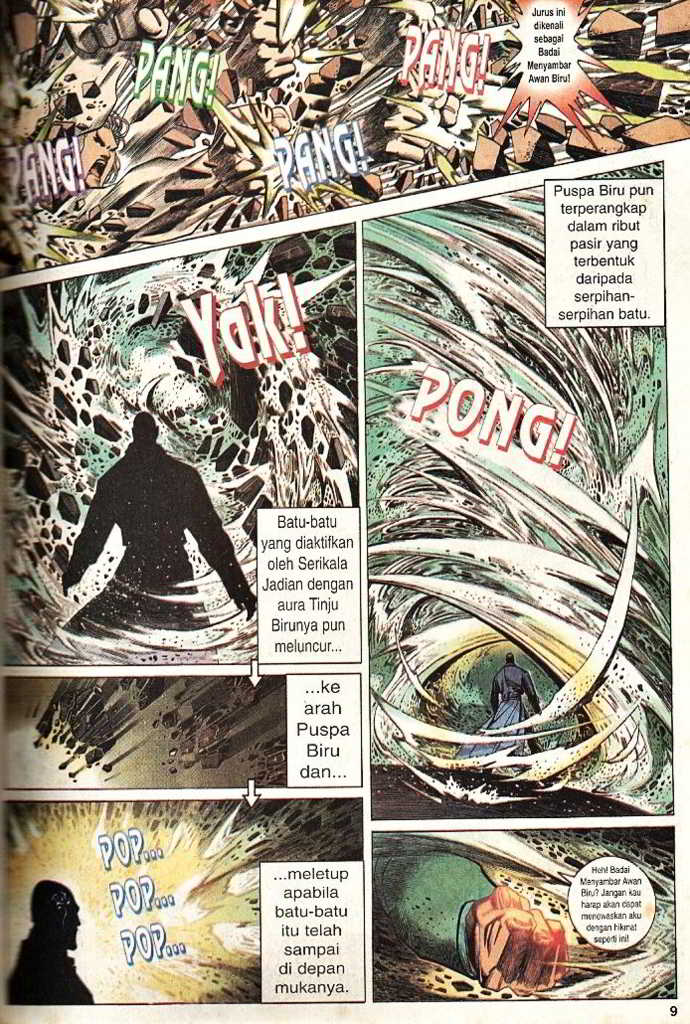 PANG!
PANG!
PANG!
PANG!
Jurus ini
dikenali
sebagai
Badai
Menyambar
Awan Biru!
Puspa Biru pun
terperangkap
dalam ribut
pasir yang
terbentuk
daripada
serpihan-
serpihan batu.
PONG!
Yak!
Batu-batu
yang diaktifkan
oleh Serikala
Jadian dengan
aura Tinju
Birunya pun
meluncur...
...ke
arah
Puspa
Biru
dan...
POP...
POP...
POP...
...meletup
apabila
batu-batu
itu telah
sampai
di depan
mukanya.
Heh! Badai
Menyambar Awan
Biru? Jangan kau
harap akan dapat
menewaskan aku
dengan hikmat
seperti ini!
9